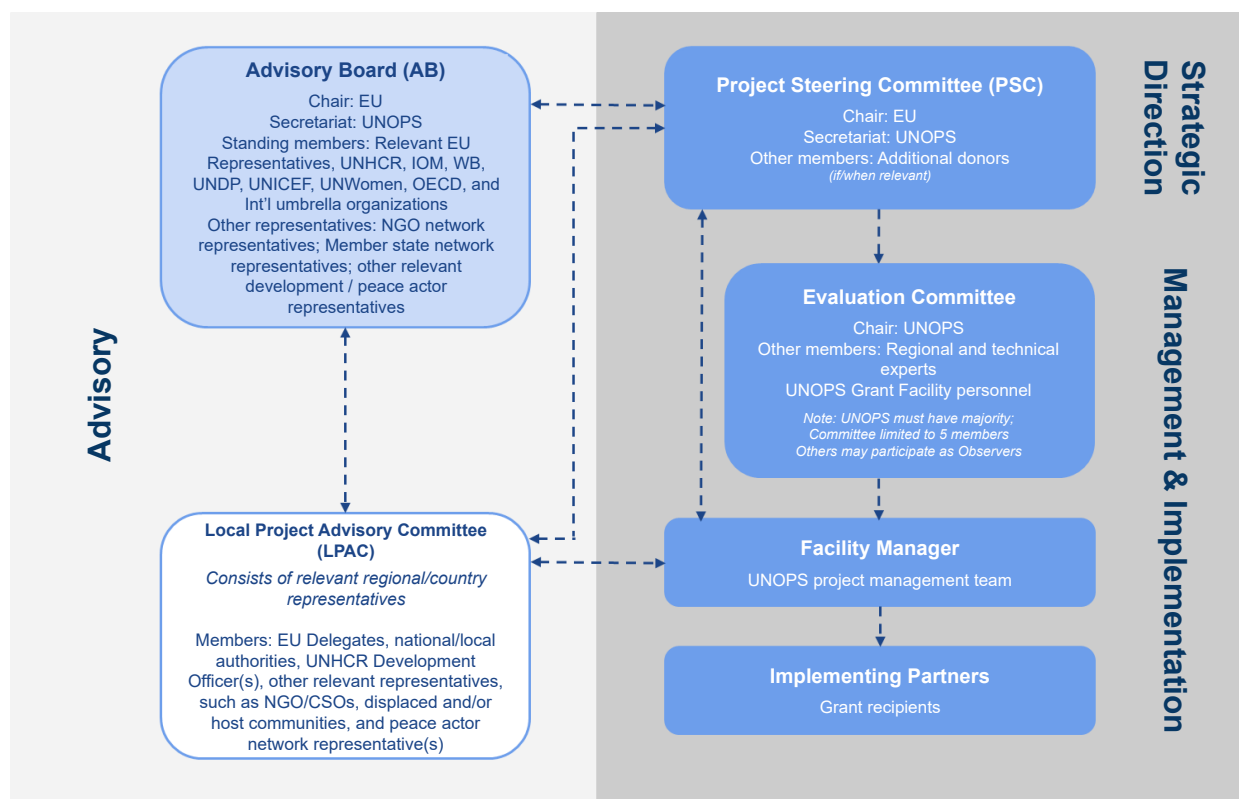 Advisory
Advisory Board (AB)
Chair: EU
Secretariat: UNOPS
Standing members: Relevant EU
Representatives, UNHCR, IOM, WB,
UNDP, UNICEF, UNWomen, OECD, and
Int'l umbrella organizations
Other representatives: NGO network
representatives; Member state network
representatives; other relevant
development / peace actor
representatives
Local Project Advisory Committee
(LPAC)
Consists of relevant regional/country
representatives
Members: EU Delegates, national/local
authorities, UNHCR Development
Officer(s), other relevant representatives,
such as NGO/CSOs, displaced and/or
host communities, and peace actor
network representative(s)
Strategic
Direction
Project Steering Committee (PSC)
Chair: EU
Secretariat: UNOPS
Other members: Additional donors
(if/when relevant)
Management & Implementation
Evaluation Committee
Chair: UNOPS
Other members: Regional and technical
experts
UNOPS Grant Facility personnel
Note: UNOPS must have majority;
Committee limited to 5 members
Others may participate as Observers
Facility Manager
UNOPS project management team
Implementing Partners
Grant recipients